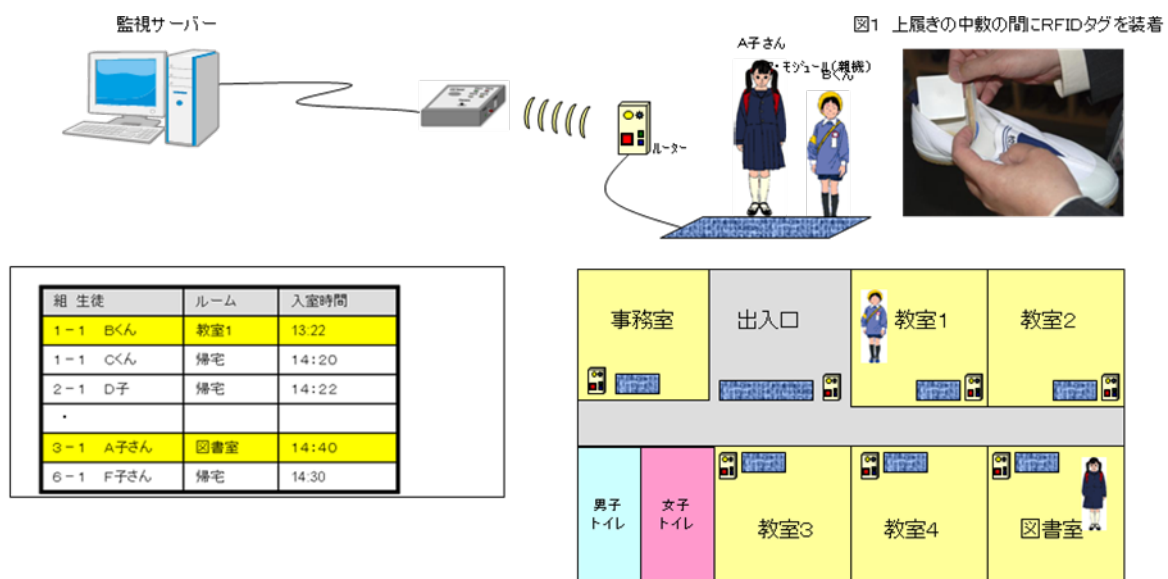 監視サーバー
図1 上履きの中敷の間にRFIDタグを装着
A子さん
モジュール(親機)
Bくん
ルーター
組 生徒 ルーム 入室時間
1-1 Bくん 教室1 13:22
1-1 Cくん 帰宅 14:20
2-1 D子 帰宅 14:22
・
3-1 A子さん 図書室 14:40
6-1 F子さん 帰宅 14:30
事務室
出入口
教室1
教室2
男子
トイレ
女子
トイレ
教室3
教室4
図書室